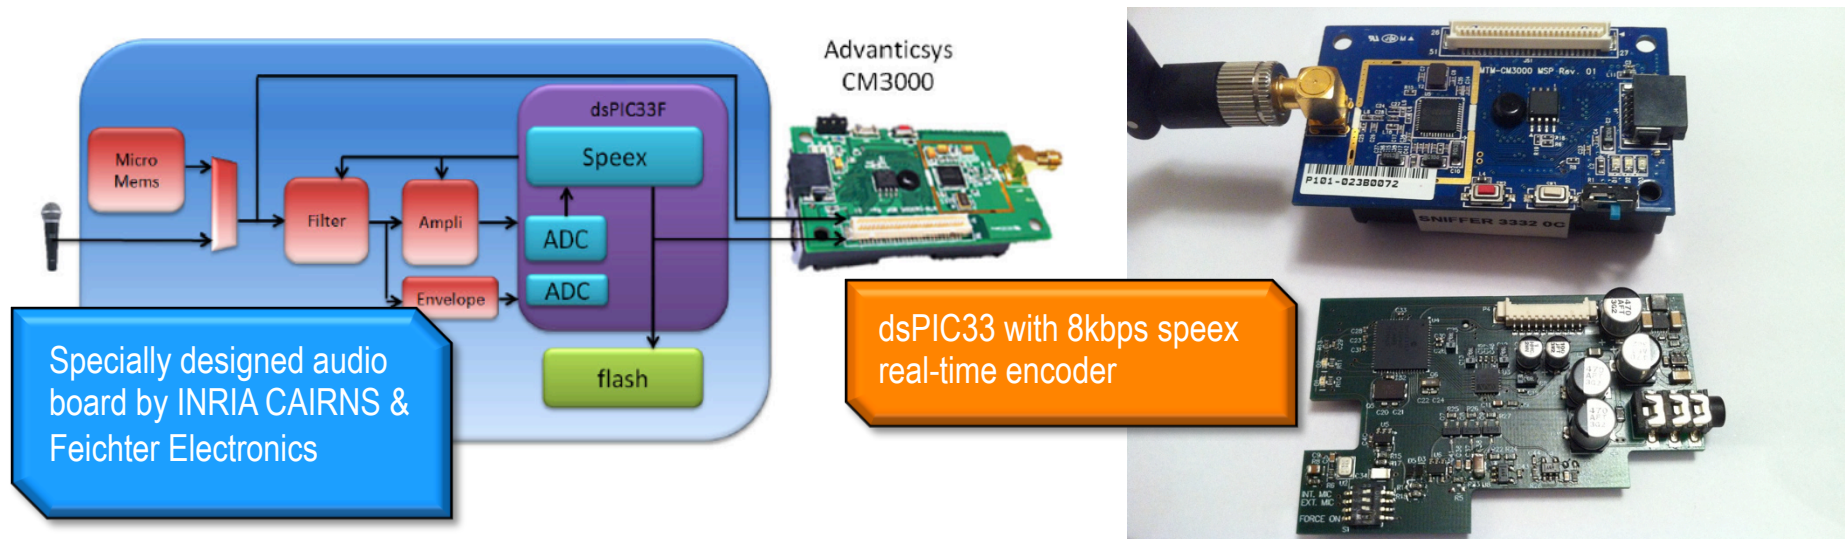 Advanticsys
CM3000
dsPIC33F
Micro
Mems
Speex
Filter
Ampli
ADC
Envelope
ADC
flash
Specially designed audio
board by INRIA CAIRNS &
Feichter Electronics
dsPIC33 with 8kbps speex
real-time encoder
MTM-CM3000 MSP Rev. 01
P101-02380072
SNIFFER 3332 0C
INT. MIC
EXT. MIC
FORCE ON